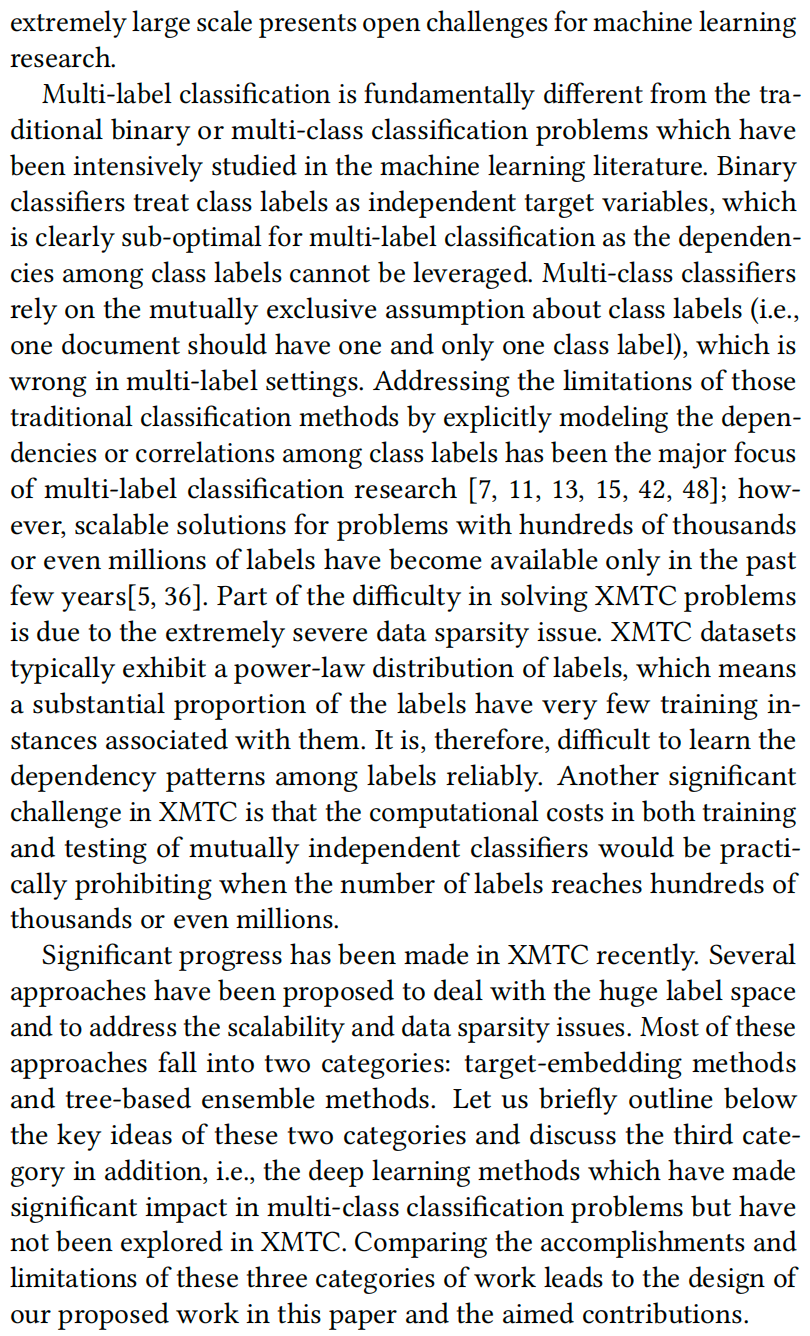 extremely large scale presents open challenges for machine learning
research.
Multi-label classification is fundamentally different from the tra-
ditional binary or multi-class classification problems which have
been intensively studied in the machine learning literature. Binary
classifiers treat class labels as independent target variables, which
is clearly sub-optimal for multi-label classification as the dependen-
cies among class labels cannot be leveraged. Multi-class classifiers
rely on the mutually exclusive assumption about class labels (i.e.,
one document should have one and only one class label), which is
wrong in multi-label settings. Addressing the limitations of those
traditional classification methods by explicitly modeling the depen-
dencies or correlations among class labels has been the major focus
of multi-label classification research [7, 11, 13, 15, 42, 48]; how-
ever, scalable solutions for problems with hundreds of thousands
or even millions of labels have become available only in the past
few years[5, 36]. Part of the difficulty in solving XMTC problems
is due to the extremely severe data sparsity issue. XMTC datasets
typically exhibit a power-law distribution of labels, which means
a substantial proportion of the labels have very few training in-
stances associated with them. It is, therefore, difficult to learn the
dependency patterns among labels reliably. Another significant
challenge in XMTC is that the computational costs in both training
and testing of mutually independent classifiers would be practi-
cally prohibiting when the number of labels reaches hundreds of
thousands or even millions.
Significant progress has been made in XMTC recently. Several
approaches have been proposed to deal with the huge label space
and to address the scalability and data sparsity issues. Most of these
approaches fall into two categories: target-embedding methods
and tree-based ensemble methods. Let us briefly outline below
the key ideas of these two categories and discuss the third cate-
gory in addition, i.e., the deep learning methods which have made
significant impact in multi-class classification problems but have
not been explored in XMTC. Comparing the accomplishments and
limitations of these three categories of work leads to the design of
our proposed work in this paper and the aimed contributions.